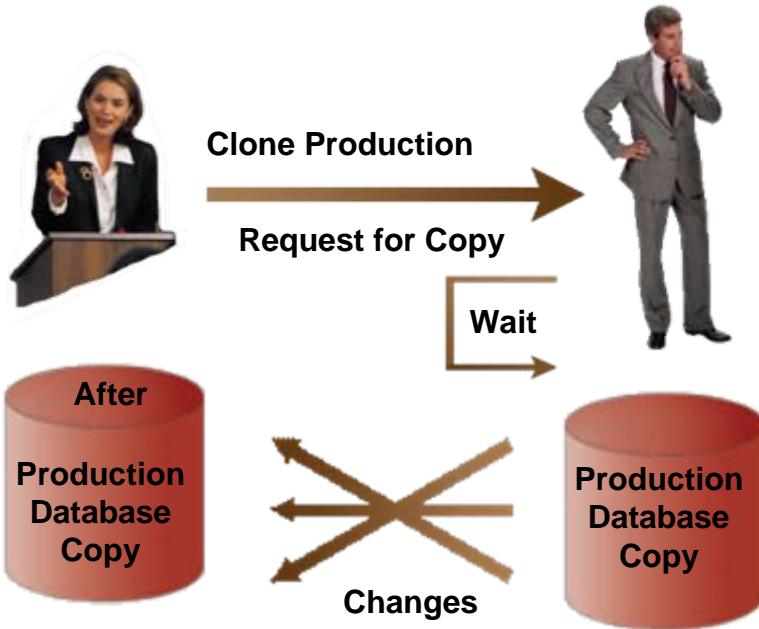 Clone Production
Request for Copy
Wait
After
Production
Database
Copy
Production
Database
Copy
Changes